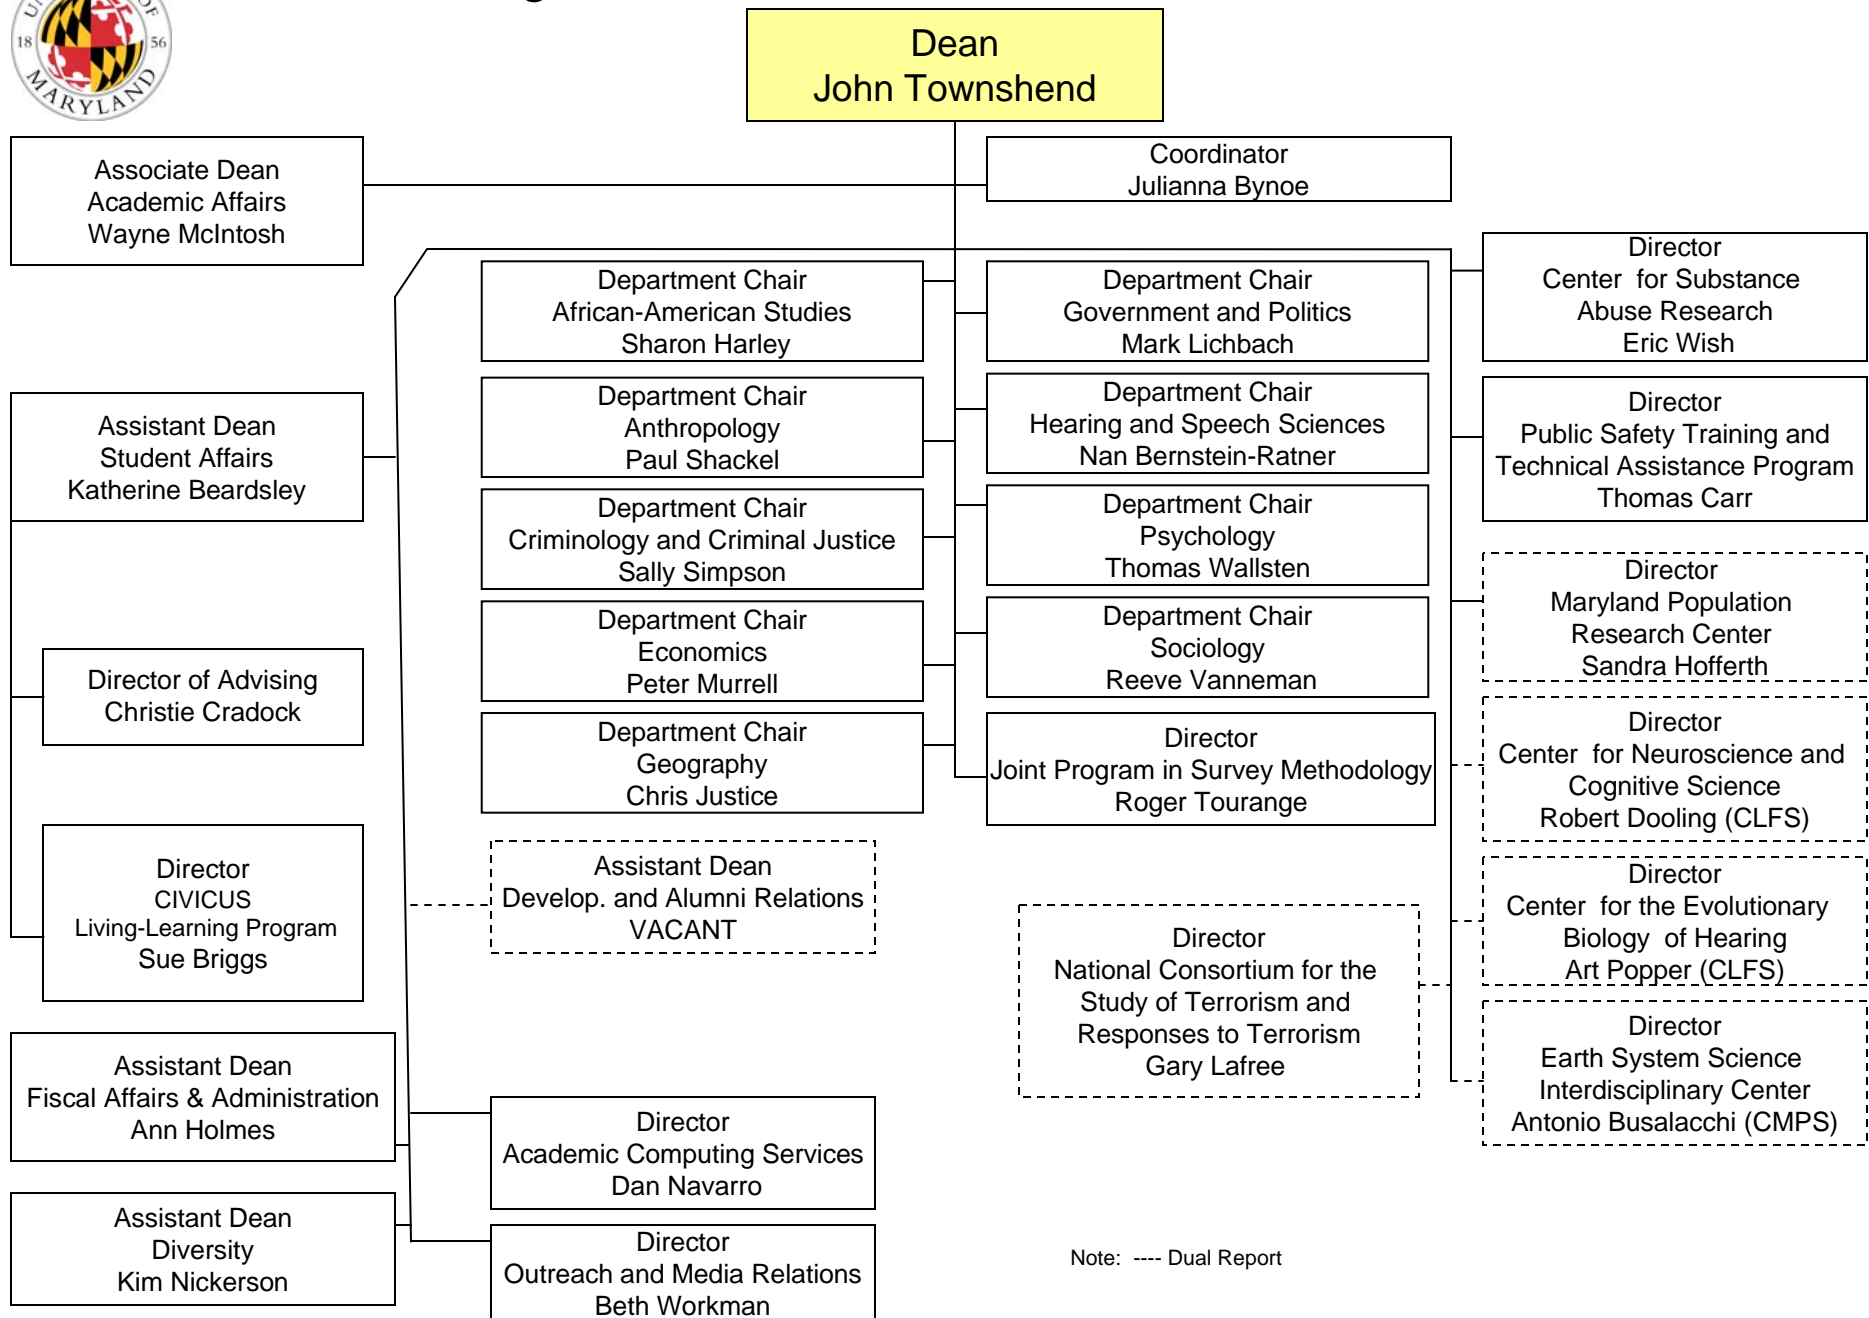 18 56
MARYLAND
Dean
John Townshend
Associate Dean
Academic Affairs
Wayne McIntosh
Coordinator
Julianna Bynoe
Department Chair
African-American Studies
Sharon Harley
Department Chair
Government and Politics
Mark Lichbach
Director
Center for Substance
Abuse Research
Eric Wish
Assistant Dean
Student Affairs
Katherine Beardsley
Department Chair
Anthropology
Paul Shackel
Department Chair
Hearing and Speech Sciences
Nan Bernstein-Ratner
Director
Public Safety Training and
Technical Assistance Program
Thomas Carr
Department Chair
Criminology and Criminal Justice
Sally Simpson
Department Chair
Psychology
Thomas Wallsten
Director
Maryland Population
Research Center
Sandra Hofferth
Department Chair
Economics
Peter Murrell
Department Chair
Sociology
Reeve Vanneman
Director of Advising
Christie Cradock
Department Chair
Geography
Chris Justice
Director
Joint Program in Survey Methodology
Roger Tourange
Director
Center for Neuroscience and
Cognitive Science
Robert Dooling (CLFS)
Director
CIVICUS
Living-Learning Program
Sue Briggs
Assistant Dean
Develop. and Alumni Relations
VACANT
Director
National Consortium for the
Study of Terrorism and
Responses to Terrorism
Gary Lafree
Director
Center for the Evolutionary
Biology of Hearing
Art Popper (CLFS)
Director
Earth System Science
Interdisciplinary Center
Antonio Busalacchi (CMPS)
Assistant Dean
Fiscal Affairs & Administration
Ann Holmes
Director
Academic Computing Services
Dan Navarro
Assistant Dean
Diversity
Kim Nickerson
Director
Outreach and Media Relations
Beth Workman
Note: ---- Dual Report